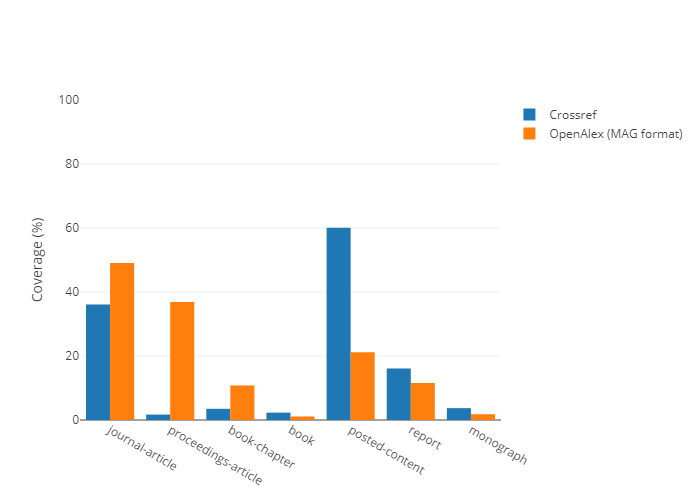 100
80
60
40
20
0
Coverage (%)
journal-article
proceedings-article
book-chapter
book
posted-content
report
monograph
Crossref
OpenAlex (MAG format)